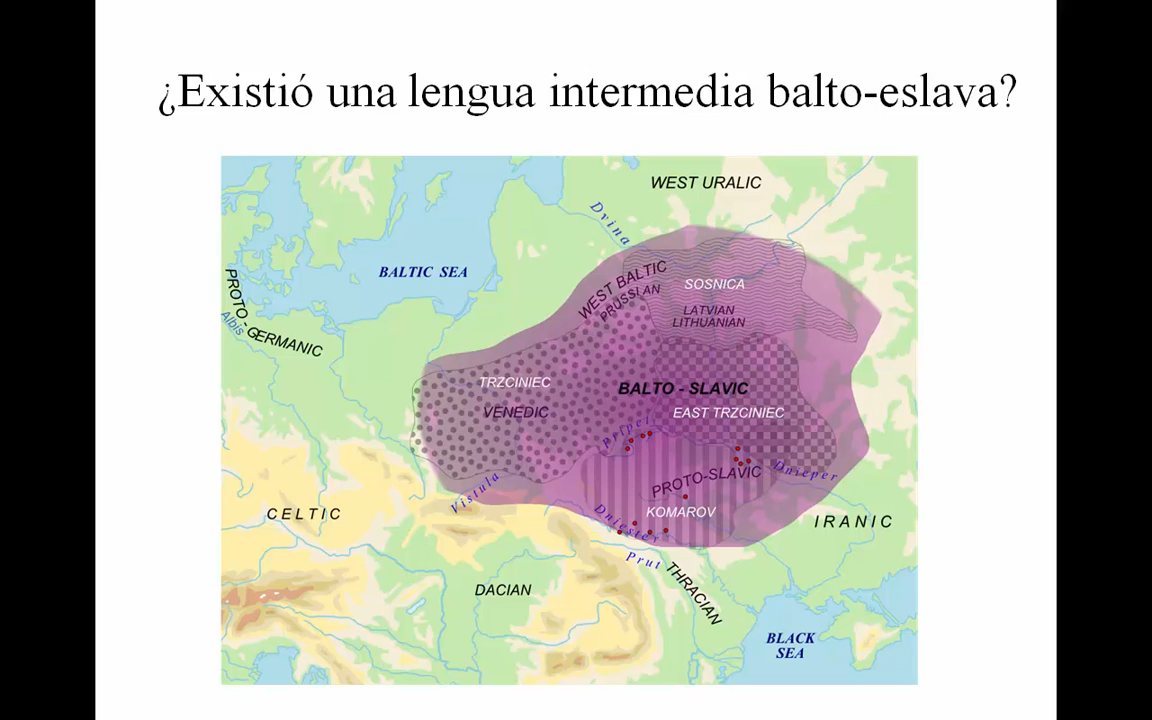 ¿Existió una lengua intermedia balto-eslava?
WEST URALIC
Dvina
BALTIC SEA
WEST BALTIC
PRUSSIAN
SOSNICA
LATVIAN
LITHUANIAN
PROTO-GERMANIC
Albis
TRZCINIEC
VENEDIC
BALTO - SLAVIC
EAST TRZCINIEC
Pripet
Dnieper
PROTO-SLAVIC
Vistula
KOMAROV
CELTIC
Dniester
IRANIC
Prut
THRACIAN
DACIAN
BLACK
SEA